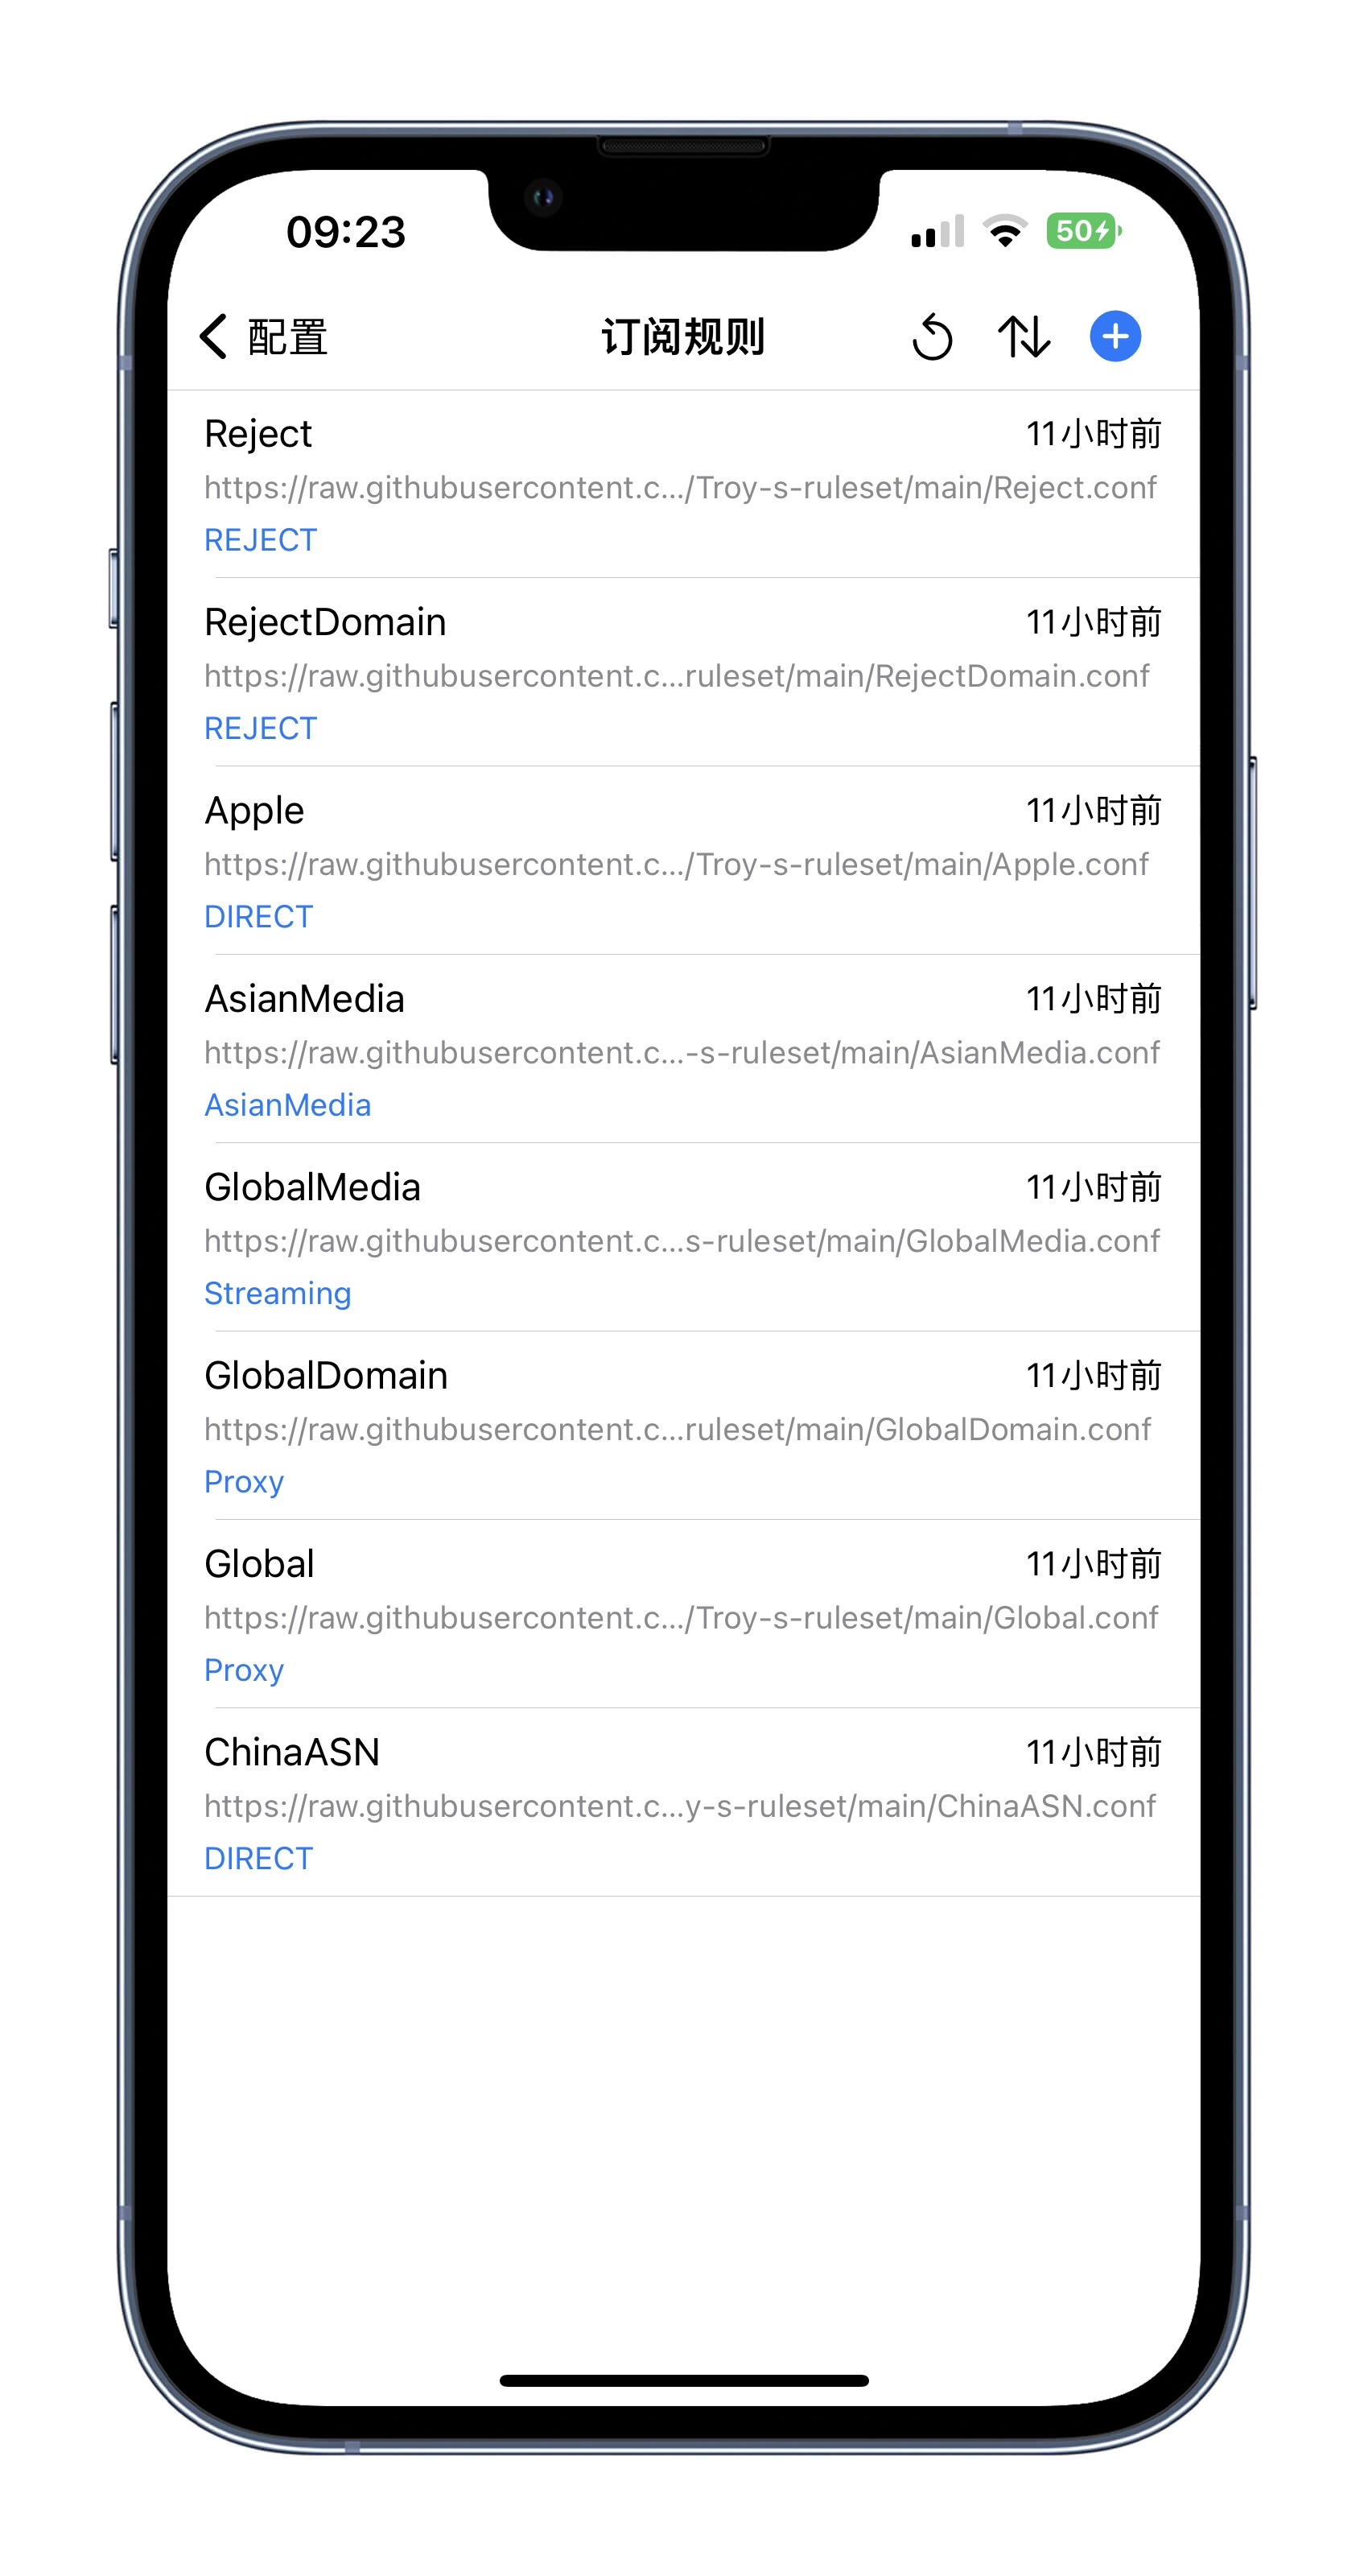 09:23
50
配置
订阅规则
Reject
11小时前
https://raw.githubusercontent.c.../Troy-s-ruleset/main/Reject.conf
REJECT
RejectDomain
11小时前
https://raw.githubusercontent.c...ruleset/main/RejectDomain.conf
REJECT
Apple
11小时前
https://raw.githubusercontent.c.../Troy-s-ruleset/main/Apple.conf
DIRECT
AsianMedia
11小时前
https://raw.githubusercontent.c...-s-ruleset/main/AsianMedia.conf
AsianMedia
GlobalMedia
11小时前
https://raw.githubusercontent.c...s-ruleset/main/GlobalMedia.conf
Streaming
GlobalDomain
11小时前
https://raw.githubusercontent.c...ruleset/main/GlobalDomain.conf
Proxy
Global
11小时前
https://raw.githubusercontent.c.../Troy-s-ruleset/main/Global.conf
Proxy
ChinaASN
11小时前
https://raw.githubusercontent.c...y-s-ruleset/main/ChinaASN.conf
DIRECT